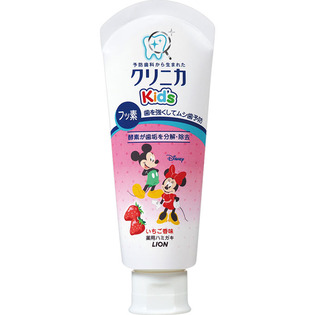 予防歯科から生まれた
クリニカ
Kid's
フッ素
歯を強くしてムシ歯予防
酵素が歯垢を分解・除去
Disney
いちご香味
薬用ハミガキ
LION